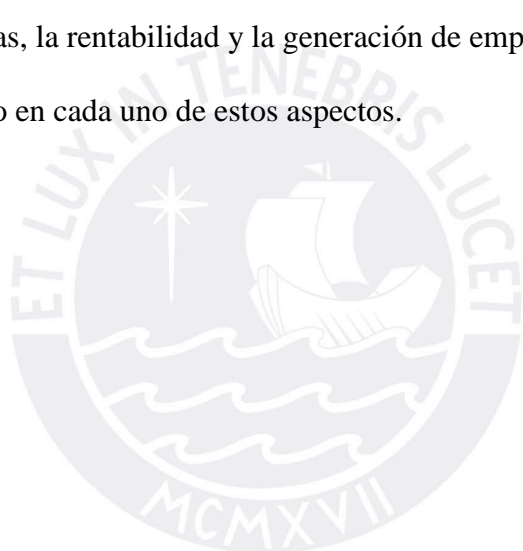 as, la rentabilidad y la generación de emp
o en cada uno de estos aspectos.
ET LUX IN TENEBRIS LUCET
MCMXVII